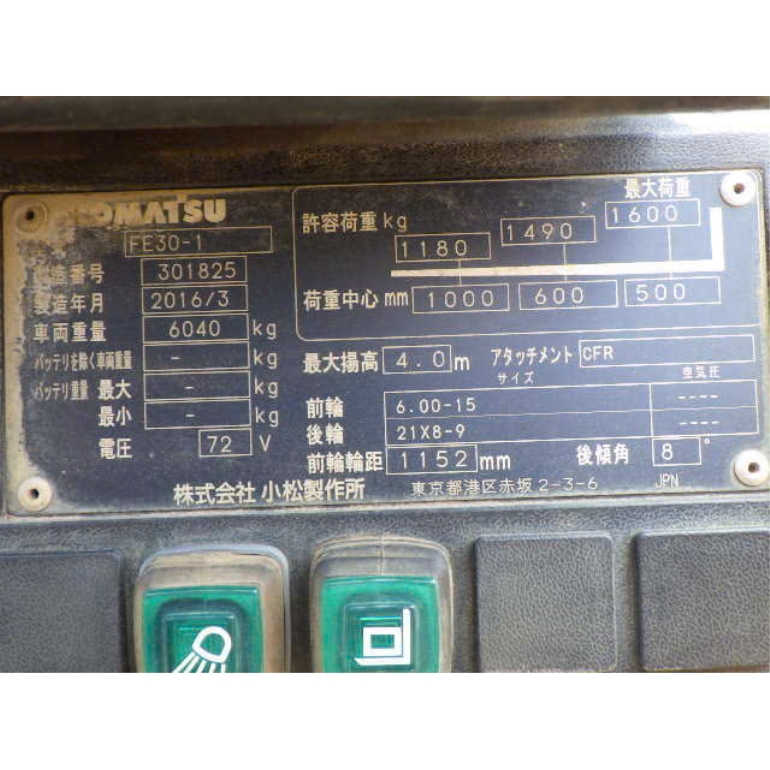 KOMATSU
FE30-1
製造番号 301825
製造年月 2016/3
車両重量 6040 kg
バッテリを除く車両重量 - kg
バッテリ重量 最大 - kg
最小 - kg
電圧 72 V
株式会社 小松製作所
最大荷重
許容荷重 kg 1180 1490 1600
荷重中心 mm 1000 600 500
最大揚高 4.0 m アタッチメント CFR
サイズ 空気圧
前輪 6.00-15 ----
後輪 21X8-9 ----
前輪輪距 1152 mm 後傾角 8°
東京都港区赤坂 2-3-6 JPN